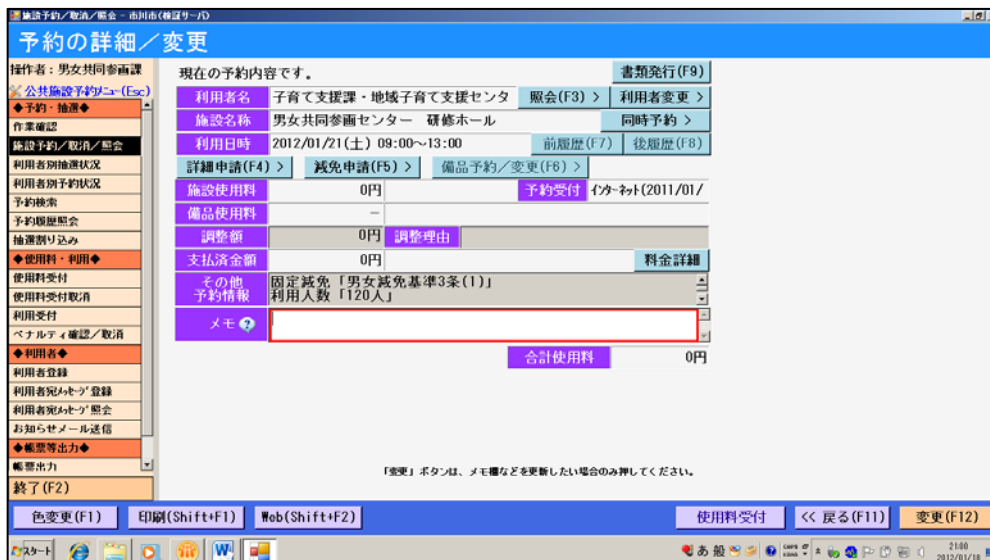 施設予約/取消/照会 - 市川市(検証サーバ)
予約の詳細／変更
操作者：男女共同参画課
公共施設予約メニュー(Esc)
◆予約・抽選◆
作業確認
施設予約/取消/照会
利用者別抽選状況
利用者別予約状況
予約検索
予約履歴照会
抽選割り込み
◆使用料・利用◆
使用料受付
使用料受付取消
利用受付
ペナルティ確認/取消
◆利用者◆
利用者登録
利用者宛メッセージ登録
利用者宛メッセージ照会
お知らせメール送信
◆帳票等出力◆
帳票出力
終了(F2)
現在の予約内容です。
書類発行(F9)
利用者名 子育て支援課・地域子育て支援センタ 照会(F3) > 利用者変更 >
施設名称 男女共同参画センター 研修ホール 同時予約 >
利用日時 2012/01/21(土) 09:00～13:00 前履歴(F7) 後履歴(F8)
詳細申請(F4) > 減免申請(F5) > 備品予約／変更(F6) >
施設使用料 0円 予約受付 インターネット(2011/01/
備品使用料 －
調整額 0円 調整理由
支払済金額 0円 料金詳細
その他
予約情報
固定減免「男女減免基準3条(1)」
利用人数「120人」
メモ ?
合計使用料 0円
「変更」ボタンは、メモ欄などを更新したい場合のみ押してください。
色変更(F1) 印刷(Shift+F1) Web(Shift+F2) 使用料受付 << 戻る(F11) 変更(F12)
スタート あ 般 21:00
2012/01/18